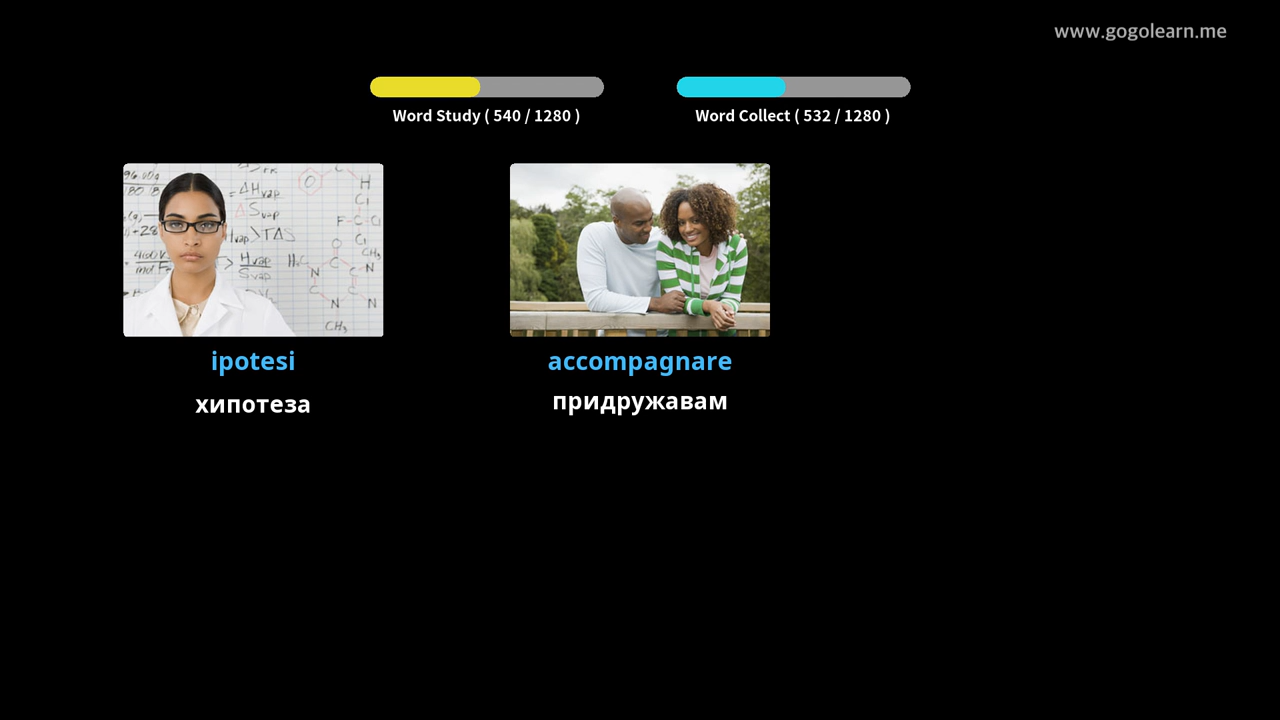 www.gogolearn.me
Word Study ( 540 / 1280 )
Word Collect ( 532 / 1280 )
ipotesi
accompagnare
хипотеза
придружавам